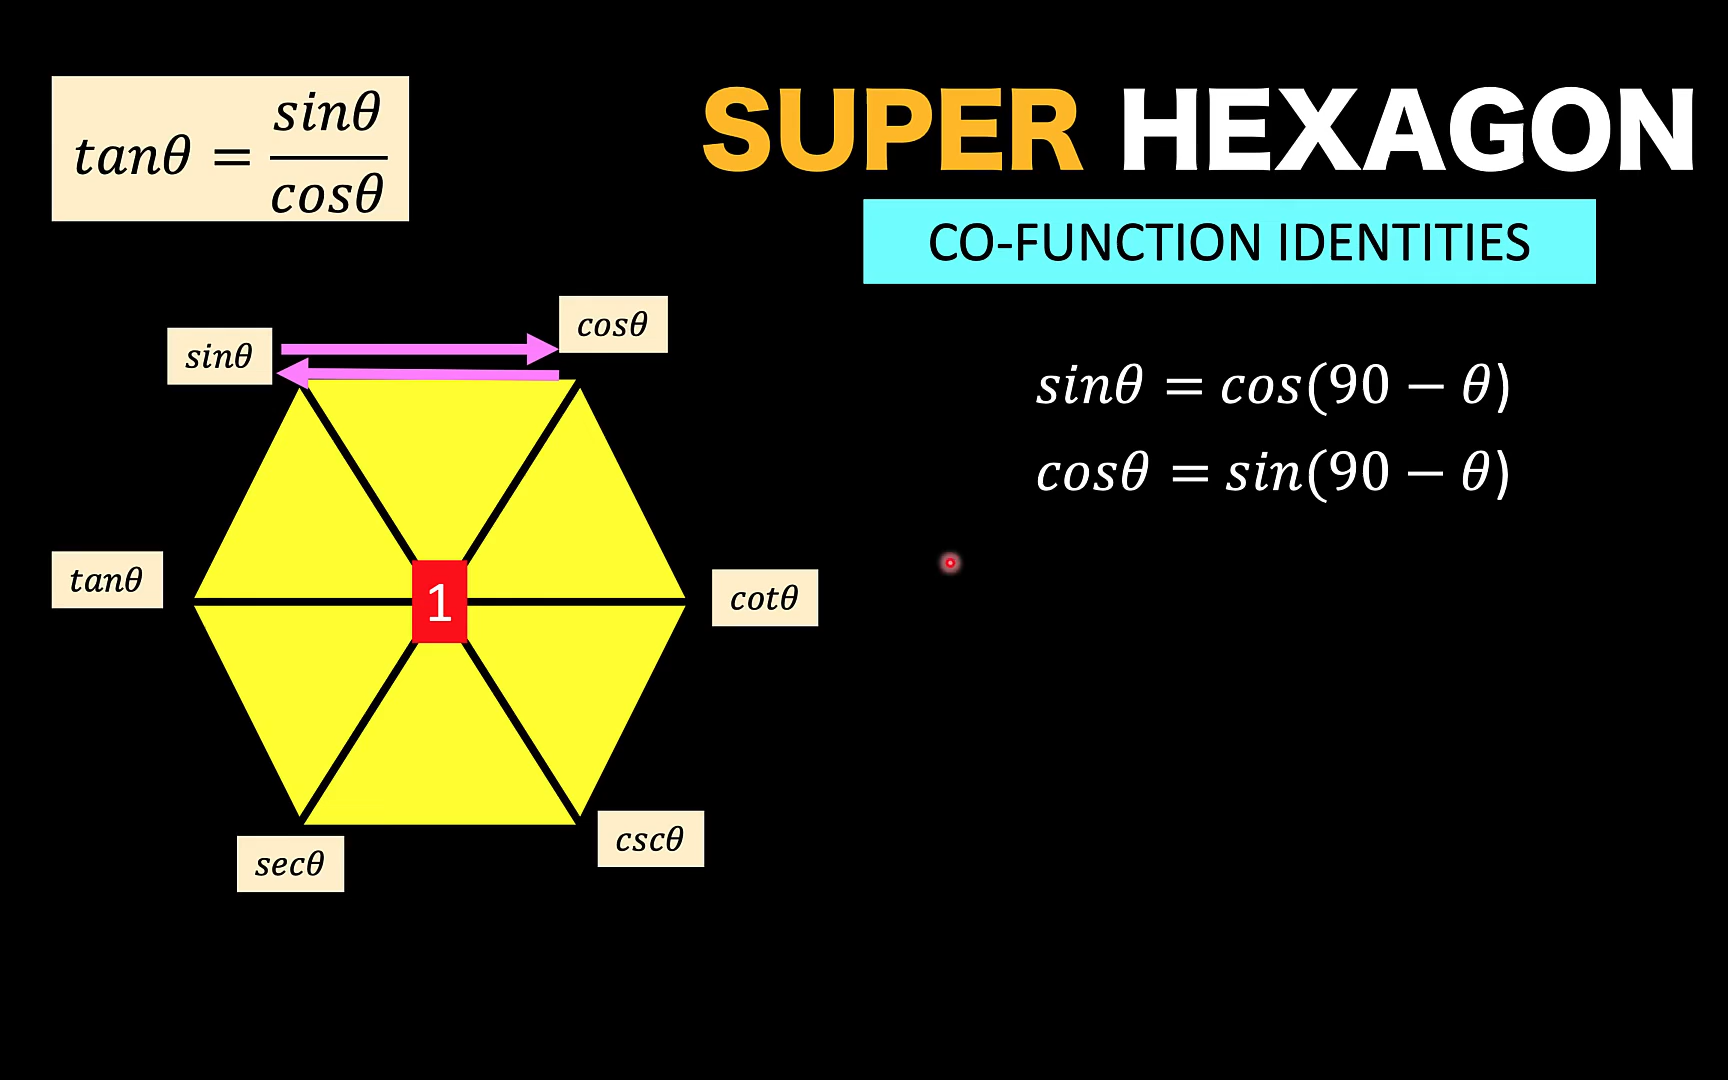 tanθ = sinθ / cosθ
SUPER HEXAGON
CO-FUNCTION IDENTITIES
sinθ
cosθ
sinθ = cos(90 − θ)
cosθ = sin(90 − θ)
tanθ
1
cotθ
secθ
cscθ